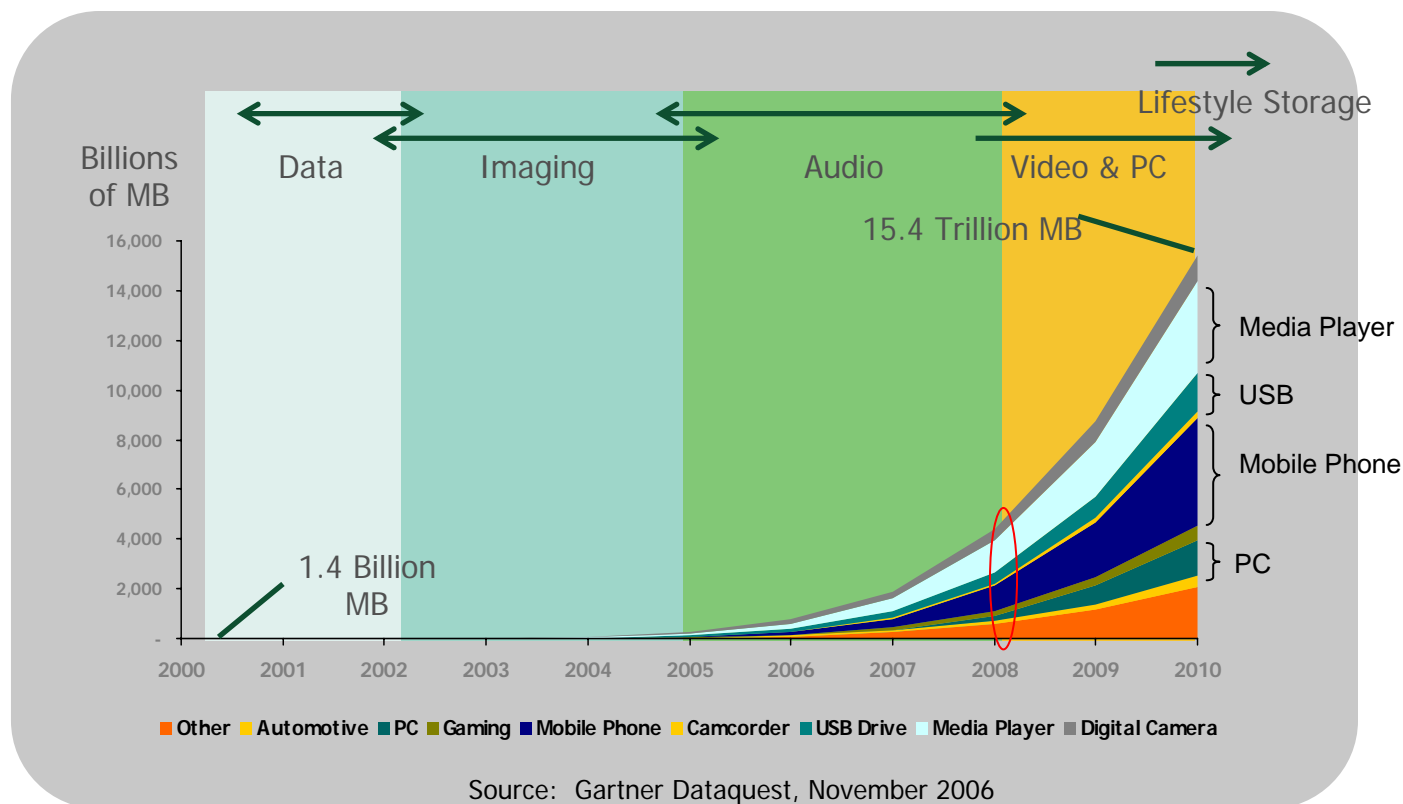 Lifestyle Storage
Billions
of MB
Data
Imaging
Audio
Video & PC
15.4 Trillion MB
16,000
14,000
12,000
10,000
8,000
6,000
4,000
2,000
-
1.4 Billion
MB
Media Player
USB
Mobile Phone
PC
2000 2001 2002 2003 2004 2005 2006 2007 2008 2009 2010
Other Automotive PC Gaming Mobile Phone Camcorder USB Drive Media Player Digital Camera
Source: Gartner Dataquest, November 2006